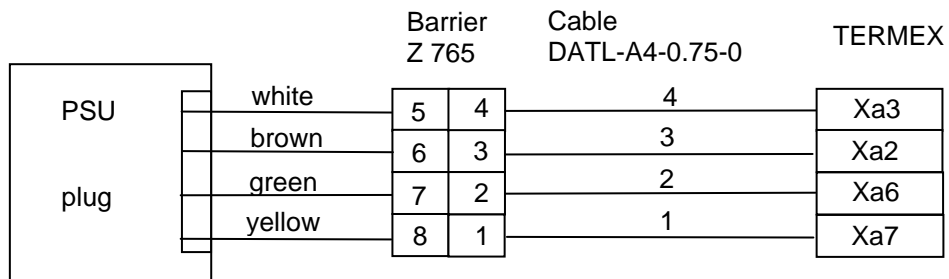 Barrier
Z 765
Cable
DATL-A4-0.75-0
TERMEX
PSU
plug
white 5 4 4 Xa3
brown 6 3 3 Xa2
green 7 2 2 Xa6
yellow 8 1 1 Xa7